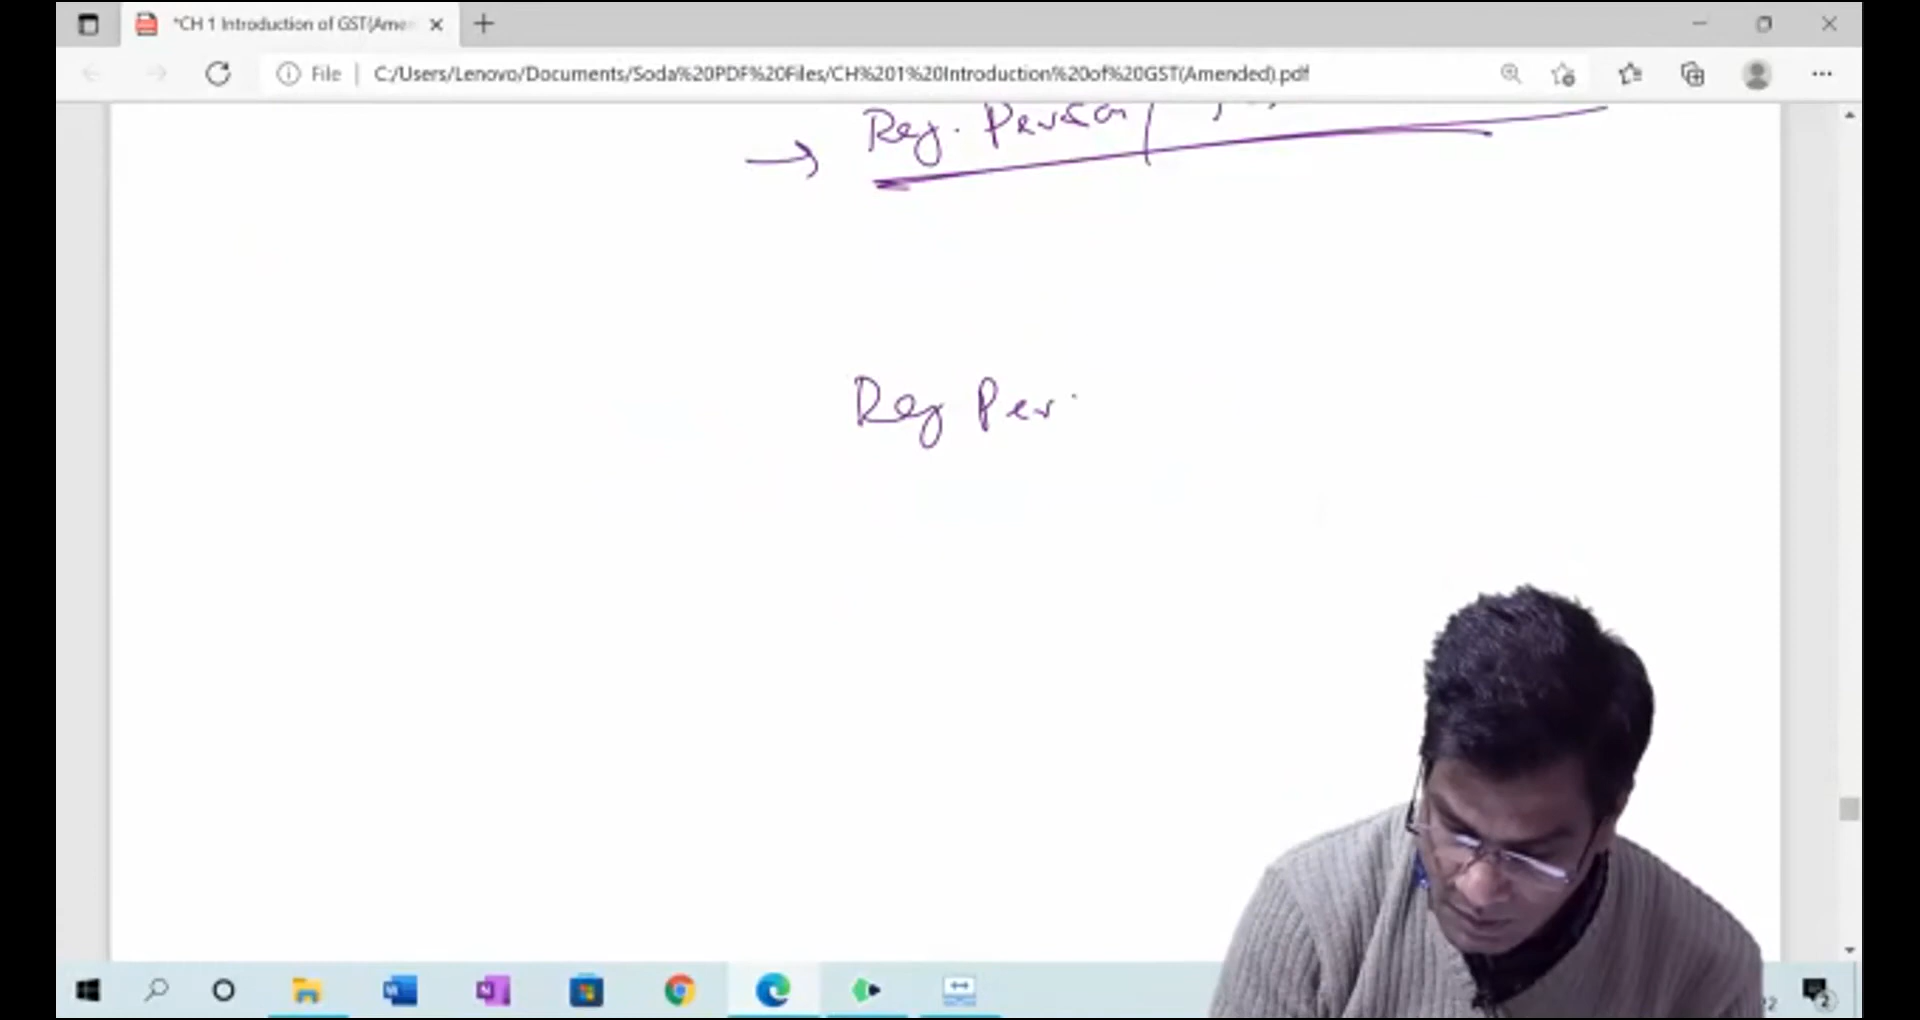 *CH 1 Introduction of GST(Ame
File
C:/Users/Lenovo/Documents/Soda%20PDF%20Files/CH%201%20Introduction%20of%20GST(Amended).pdf
→ Reg. Person
Reg Per
2